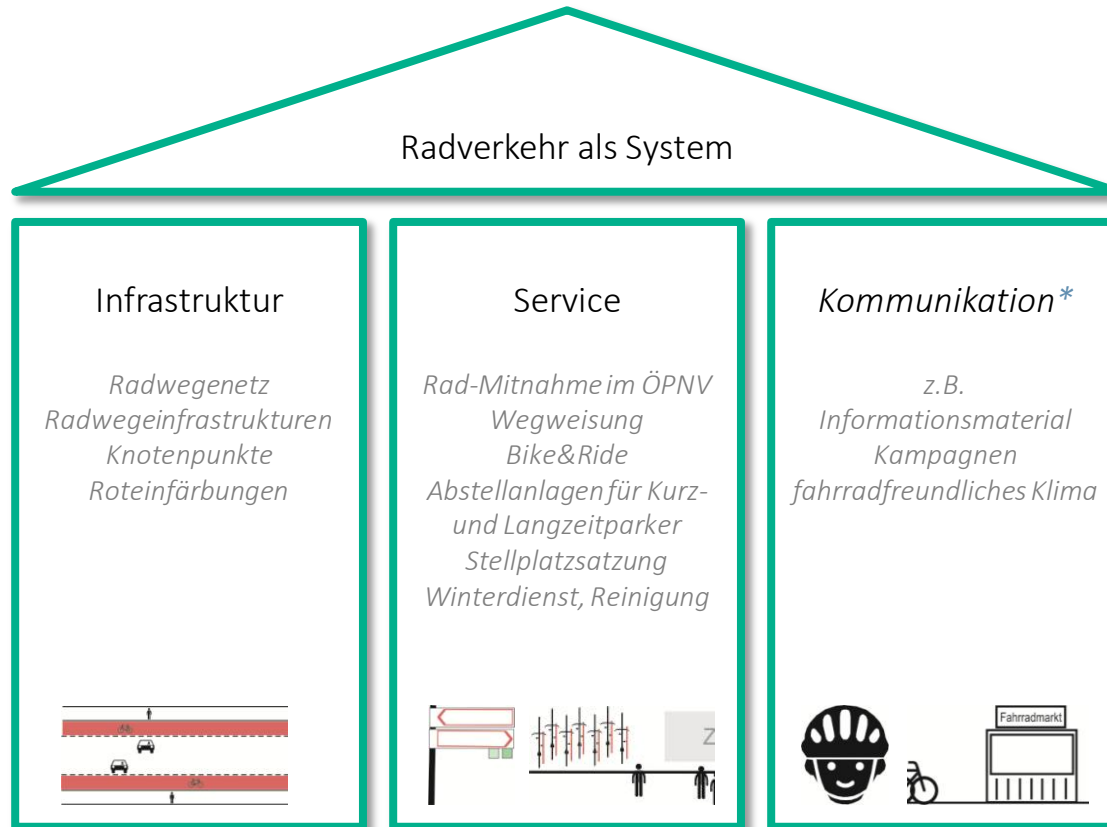 Radverkehr als System
Infrastruktur
Radwegenetz
Radwegeinfrastrukturen
Knotenpunkte
Roteinfärbungen
Service
Rad-Mitnahme im ÖPNV
Wegweisung
Bike&Ride
Abstellanlagen für Kurz-
und Langzeitparker
Stellplatzsatzung
Winterdienst, Reinigung
Z
Kommunikation*
z.B.
Informationsmaterial
Kampagnen
fahrradfreundliches Klima
Fahrradmarkt